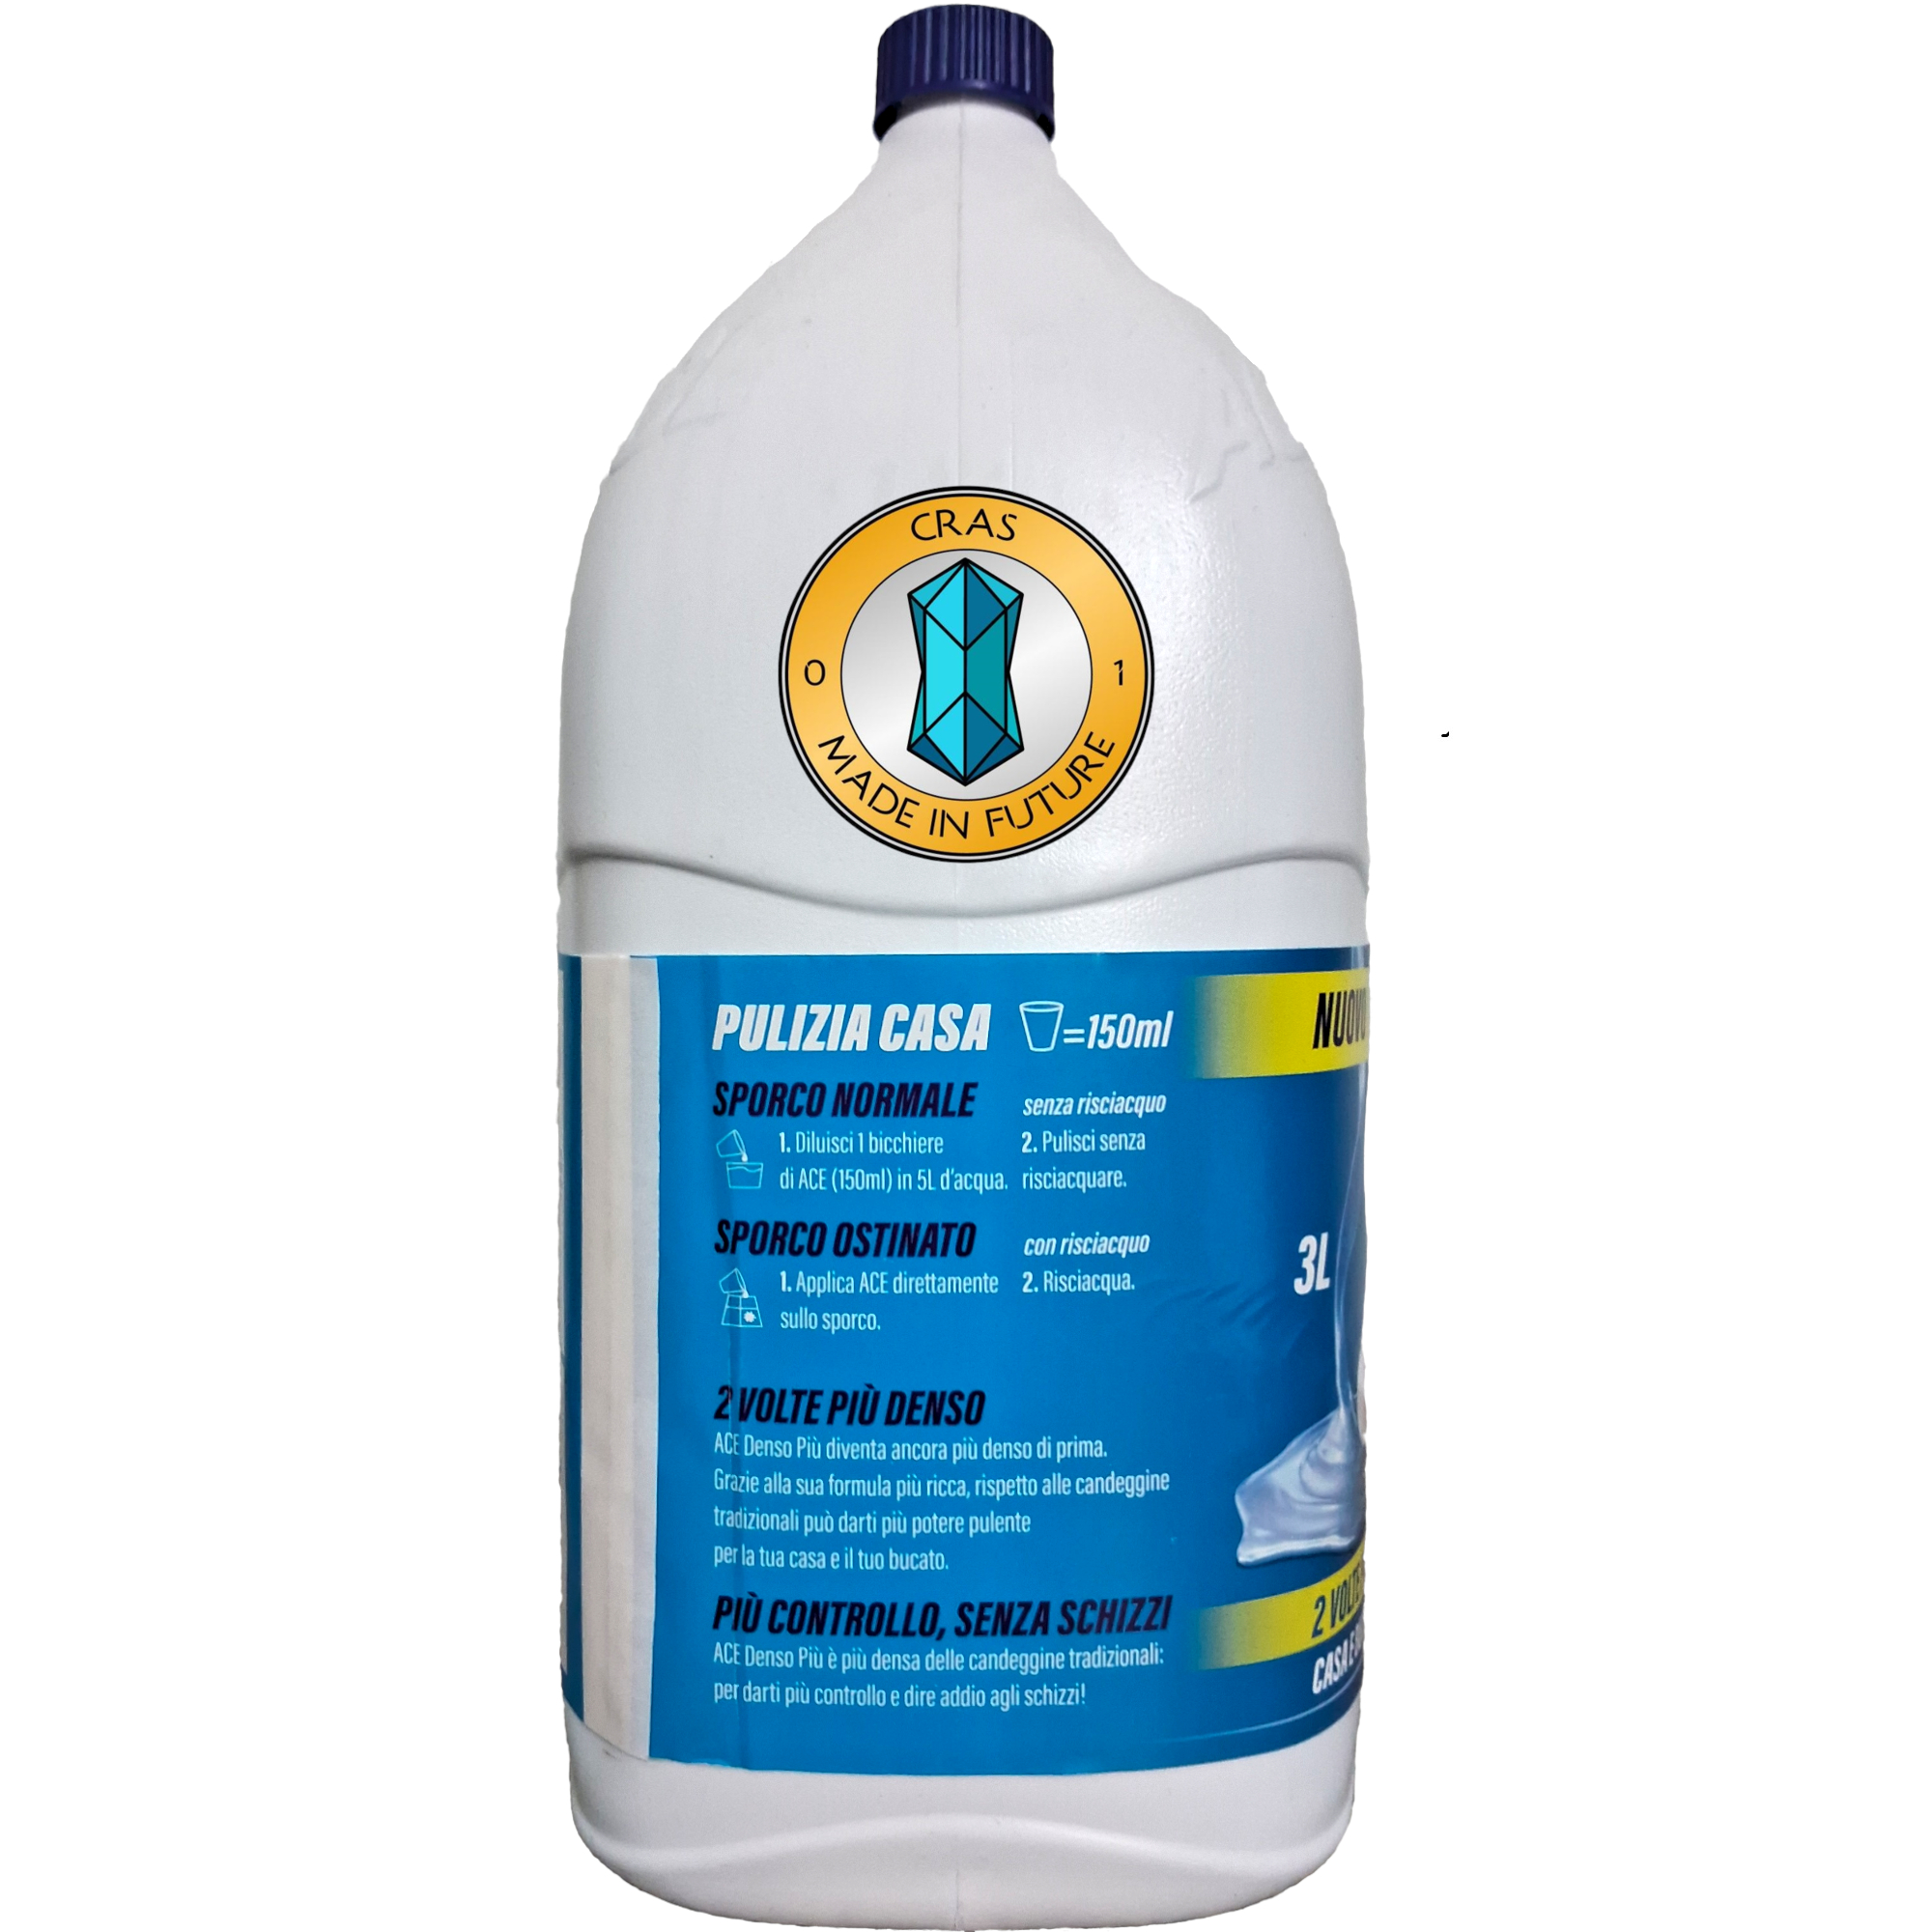 CRAS
0 1
MADE IN FUTURE
PULIZIA CASA =150ml
NUOVO
SPORCO NORMALE senza risciacquo
1. Diluisci 1 bicchiere 2. Pulisci senza
di ACE (150ml) in 5L d'acqua. risciacquare.
SPORCO OSTINATO con risciacquo
1. Applica ACE direttamente 2. Risciacqua.
sullo sporco.
3L
2 VOLTE PIÙ DENSO
ACE Denso Più diventa ancora più denso di prima.
Grazie alla sua formula più ricca, rispetto alle candeggine
tradizionali può darti più potere pulente
per la tua casa e il tuo bucato.
PIÙ CONTROLLO, SENZA SCHIZZI
ACE Denso Più è più densa delle candeggine tradizionali:
per darti più controllo e dire addio agli schizzi!
2 VOLTE
CASA E